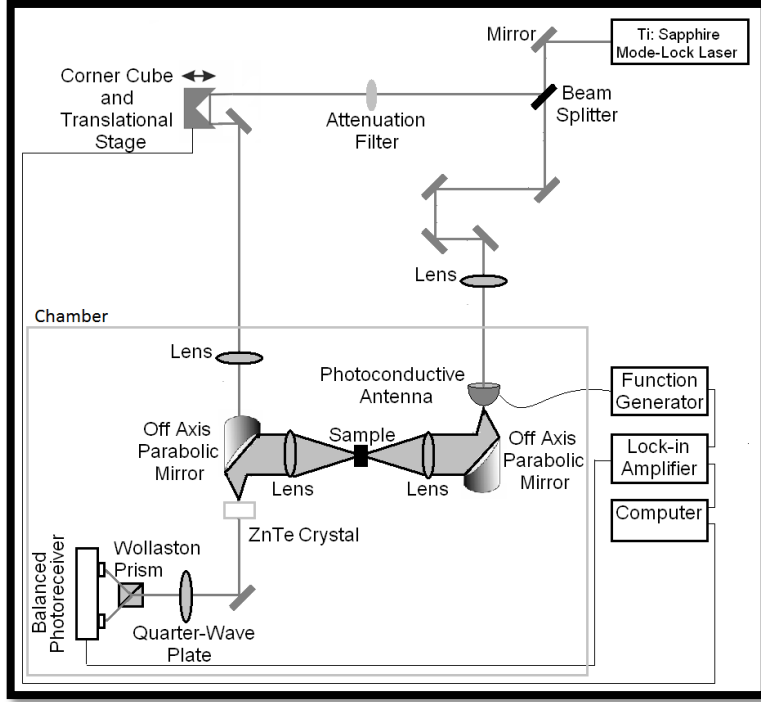 Mirror
Ti: Sapphire
Mode-Lock Laser
Corner Cube
and
Translational
Stage
Attenuation
Filter
Beam
Splitter
Lens
Chamber
Lens
Photoconductive
Antenna
Function
Generator
Off Axis
Parabolic
Mirror
Sample
Off Axis
Parabolic
Mirror
Lock-in
Amplifier
Lens
Lens
Computer
ZnTe Crystal
Balanced
Photoreceiver
Wollaston
Prism
Quarter-Wave
Plate